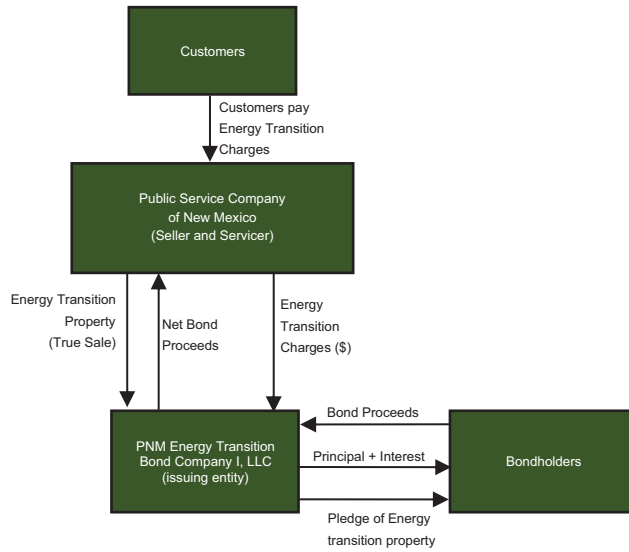 Customers
Customers pay
Energy Transition
Charges
Public Service Company
of New Mexico
(Seller and Servicer)
Energy Transition
Property
(True Sale)
Net Bond
Proceeds
Energy
Transition
Charges ($)
PNM Energy Transition
Bond Company I, LLC
(issuing entity)
Bond Proceeds
Principal + Interest
Pledge of Energy
transition property
Bondholders